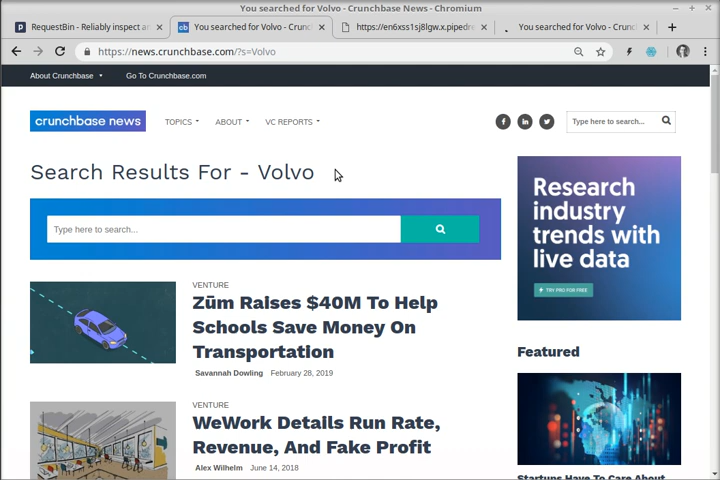 You searched for Volvo - Crunchbase News - Chromium
RequestBin - Reliably inspect an
You searched for Volvo - Crunch
https://en6xss1sj8lgw.x.pipedre
You searched for Volvo - Crunc
https://news.crunchbase.com/?s=Volvo
About Crunchbase
Go To Crunchbase.com
crunchbase news
TOPICS
ABOUT
VC REPORTS
Type here to search...
Search Results For - Volvo
Type here to search...
VENTURE
Zūm Raises $40M To Help
Schools Save Money On
Transportation
Savannah Dowling February 28, 2019
VENTURE
WeWork Details Run Rate,
Revenue, And Fake Profit
Alex Wilhelm June 14, 2018
Research
industry
trends with
live data
TRY PRO FOR FREE
Featured
Startups Have To Care About